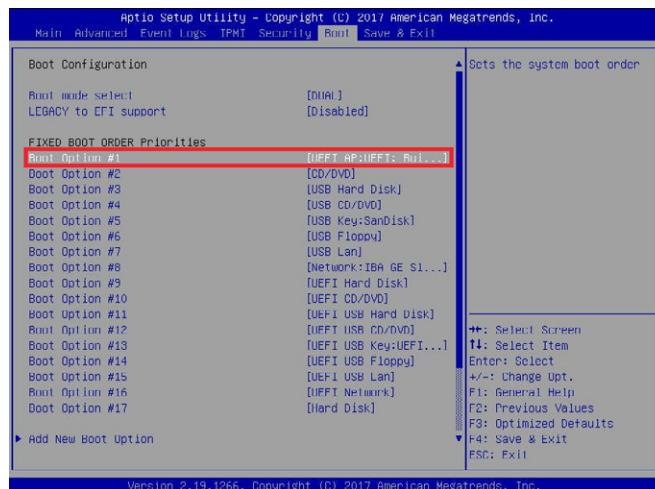 Aptio Setup Utility – Copyright (C) 2017 American Megatrends, Inc.
Main Advanced Event Logs IPMI Security Boot Save & Exit
Boot Configuration
Sets the system boot order
Boot mode select [DUAL]
LEGACY to EFI support [Disabled]
FIXED BOOT ORDER Priorities
Boot Option #1 [UEFI AP:UEFI: Bui...]
Boot Option #2 [CD/DVD]
Boot Option #3 [USB Hard Disk]
Boot Option #4 [USB CD/DVD]
Boot Option #5 [USB Key:SanDisk]
Boot Option #6 [USB Floppy]
Boot Option #7 [USB Lan]
Boot Option #8 [Network:IBA GE Sl...]
Boot Option #9 [UEFI Hard Disk]
Boot Option #10 [UEFI CD/DVD]
Boot Option #11 [UEFI USB Hard Disk]
Boot Option #12 [UEFI USB CD/DVD]
Boot Option #13 [UEFI USB Key:UEFI...]
Boot Option #14 [UEFI USB Floppy]
Boot Option #15 [UEFI USB Lan]
Boot Option #16 [UEFI Network]
Boot Option #17 [Hard Disk]
Add New Boot Option
→←: Select Screen
↑↓: Select Item
Enter: Select
+/-: Change Opt.
F1: General Help
F2: Previous Values
F3: Optimized Defaults
F4: Save & Exit
ESC: Exit
Version 2.19.1266. Copyright (C) 2017 American Megatrends, Inc.